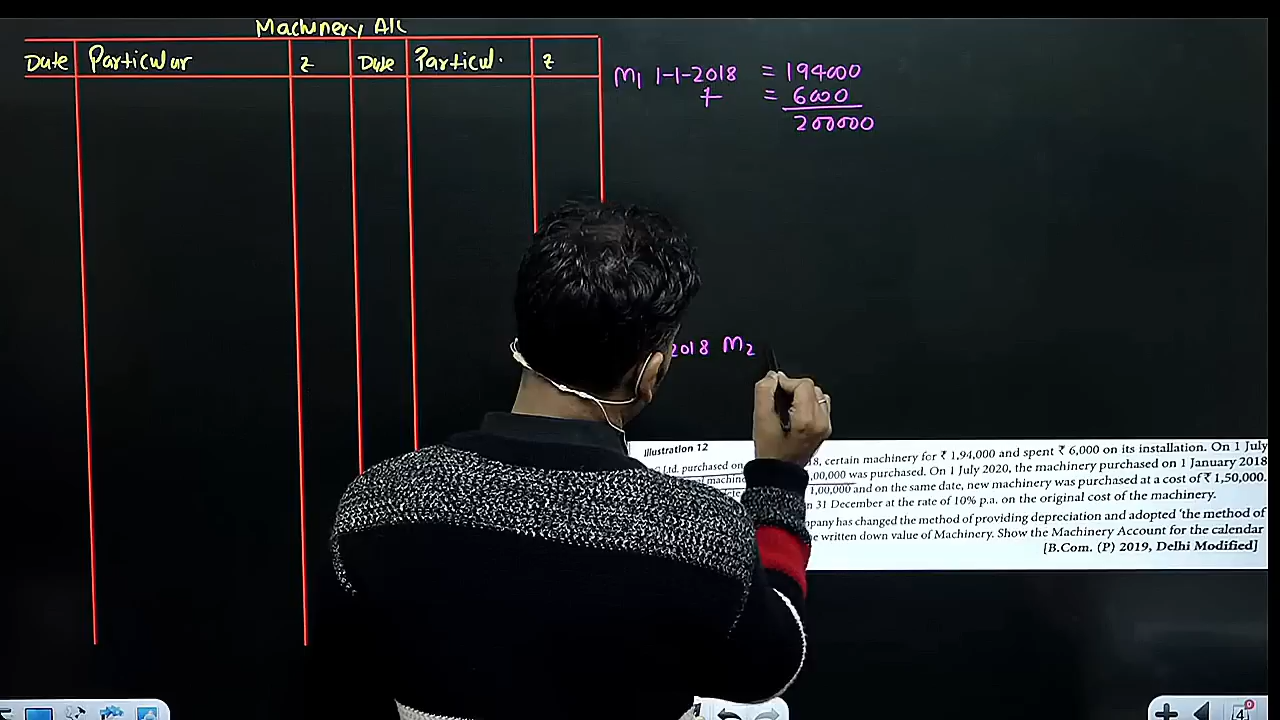 Machinery A/c
Date Particular ₹ Date Particul. ₹
M1 1-1-2018 = 194000
+ = 6000
200000
2018 M2
Illustration 12
Ltd. purchased on 18, certain machinery for ₹ 1,94,000 and spent ₹ 6,000 on its installation. On 1 July
machine ,00,000 was purchased. On 1 July 2020, the machinery purchased on 1 January 2018
1,00,000 and on the same date, new machinery was purchased at a cost of ₹ 1,50,000.
n 31 December at the rate of 10% p.a. on the original cost of the machinery.
mpany has changed the method of providing depreciation and adopted 'the method of
e written down value of Machinery. Show the Machinery Account for the calendar
[B.Com. (P) 2019, Delhi Modified]